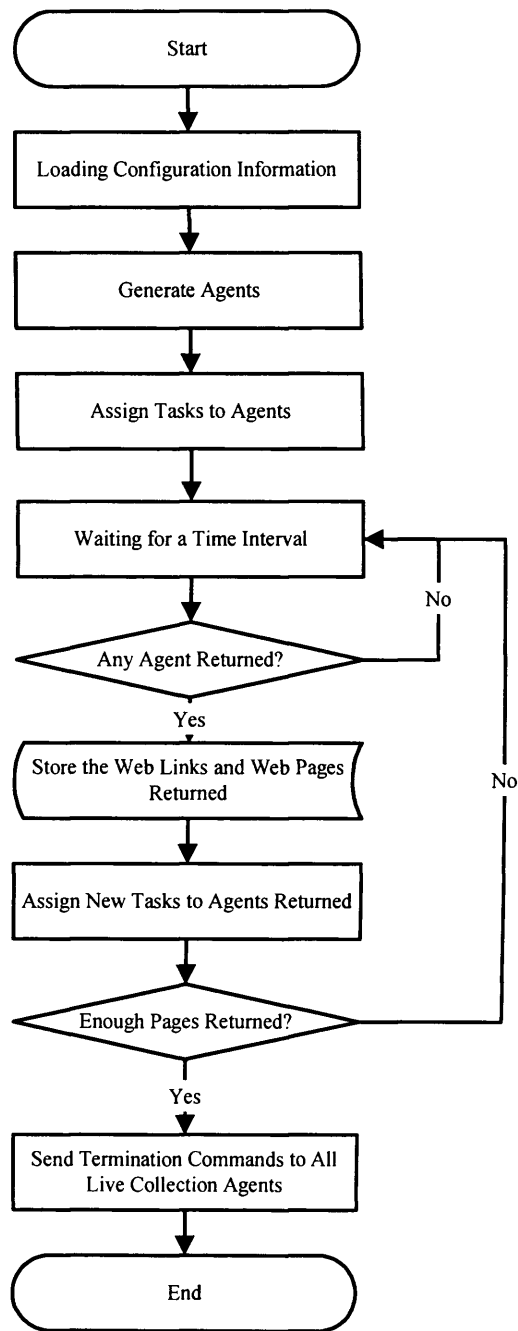 Start
Loading Configuration Information
Generate Agents
Assign Tasks to Agents
Waiting for a Time Interval
No
Any Agent Returned?
Yes
Store the Web Links and Web Pages
Returned
No
Assign New Tasks to Agents Returned
Enough Pages Returned?
Yes
Send Termination Commands to All
Live Collection Agents
End